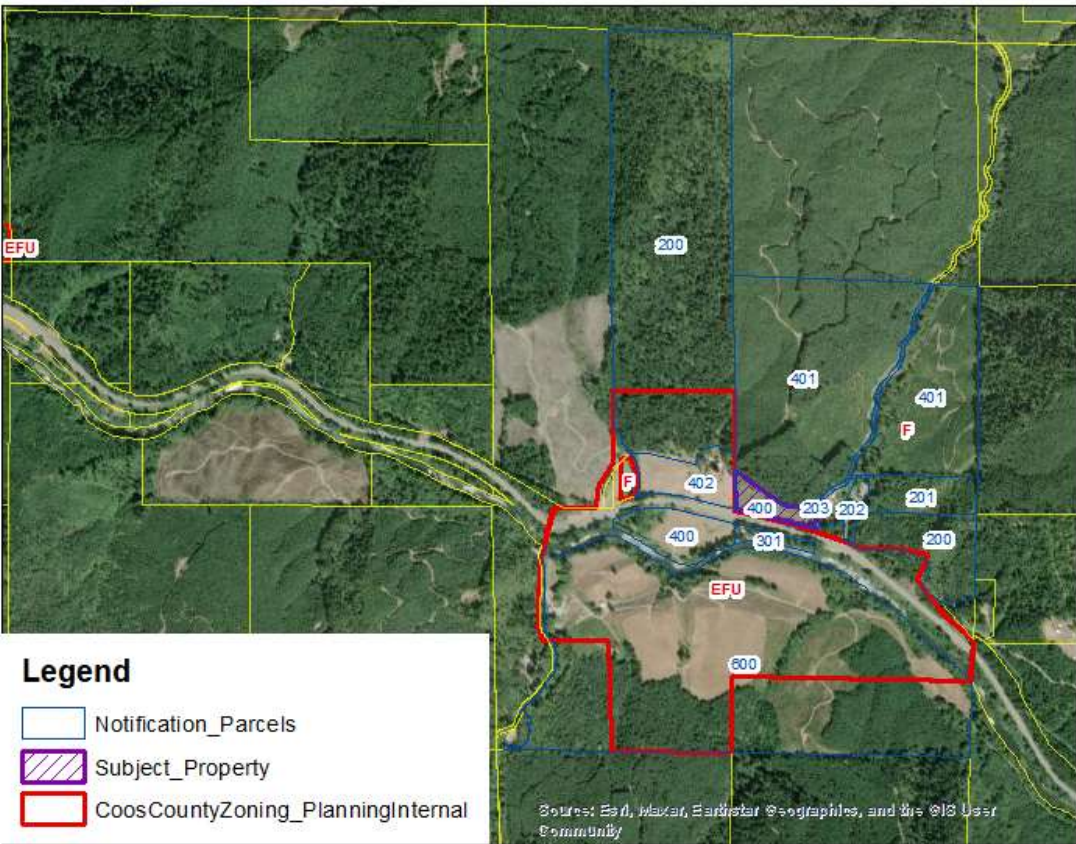 EFU
200
401
401
F
F
402
201
400
203
202
400
301
200
EFU
600
Legend
Notification_Parcels
Subject_Property
CoosCountyZoning_PlanningInternal
Source: Esri, Maxar, Earthstar Geographics, and the GIS User
Community